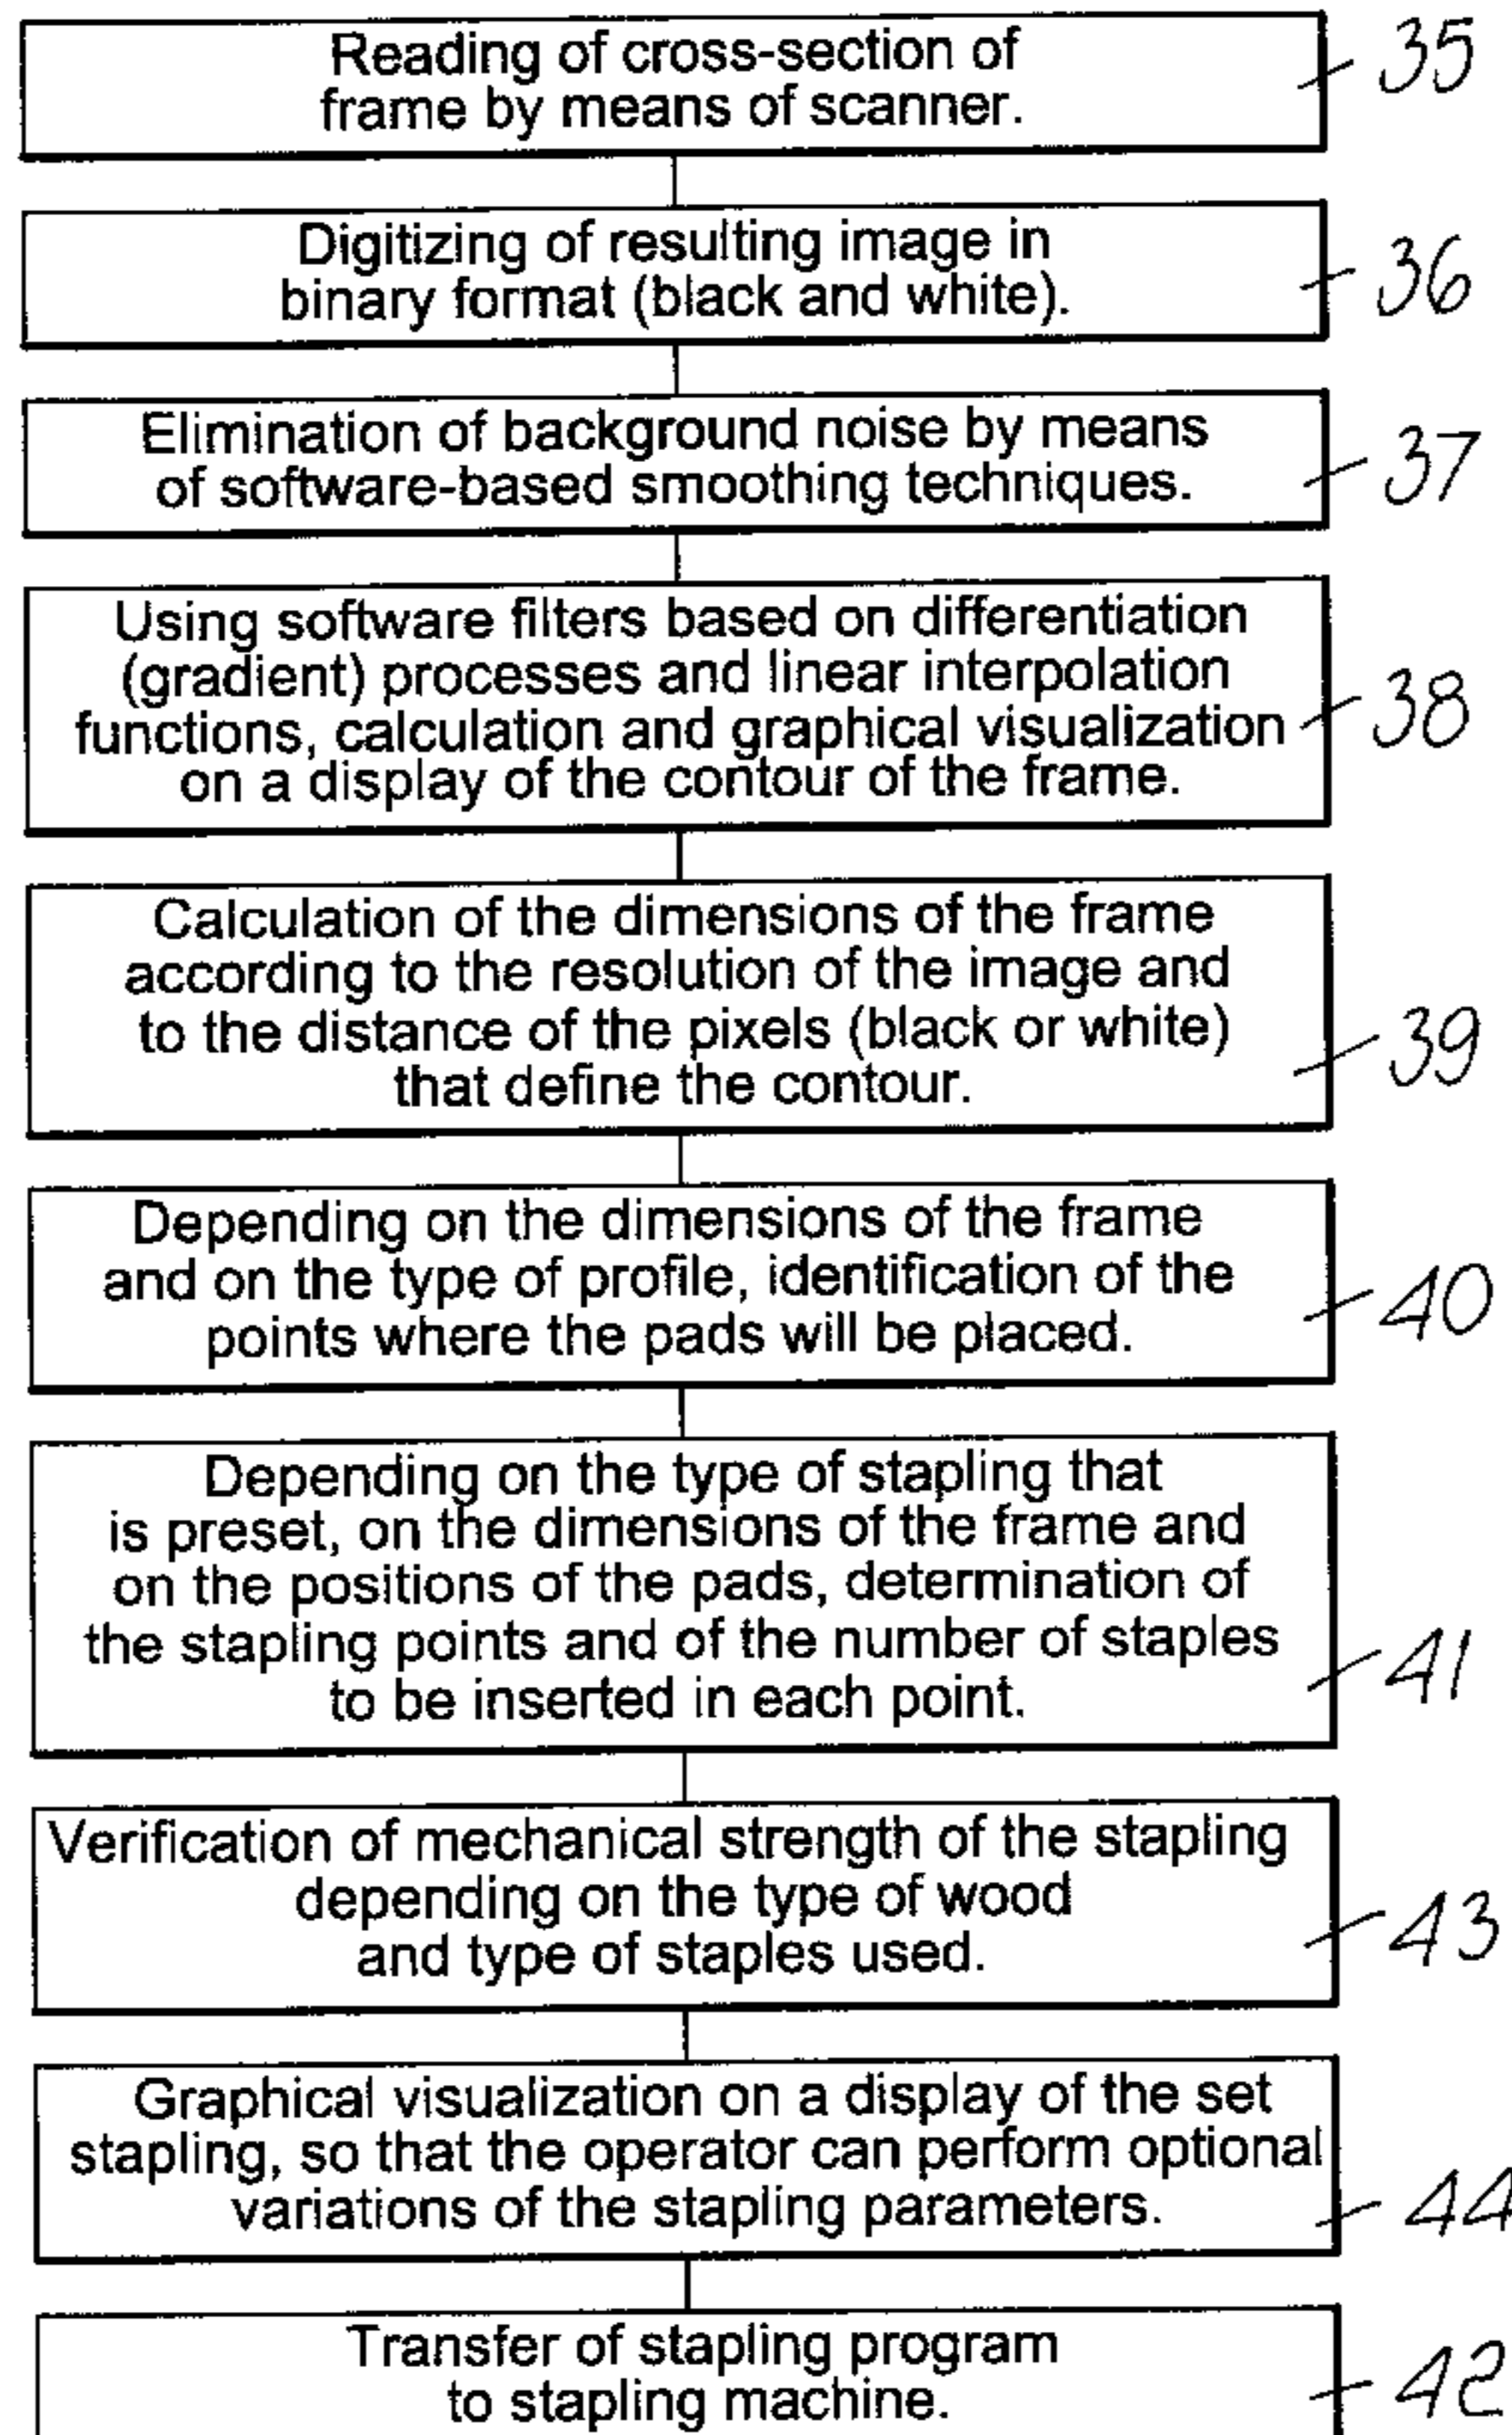 Reading of cross-section of
frame by means of scanner.
35
Digitizing of resulting image in
binary format (black and white).
36
Elimination of background noise by means
of software-based smoothing techniques.
37
Using software filters based on differentiation
(gradient) processes and linear interpolation
functions, calculation and graphical visualization
on a display of the contour of the frame.
38
Calculation of the dimensions of the frame
according to the resolution of the image and
to the distance of the pixels (black or white)
that define the contour.
39
Depending on the dimensions of the frame
and on the type of profile, identification of the
points where the pads will be placed.
40
Depending on the type of stapling that
is preset, on the dimensions of the frame and
on the positions of the pads, determination of
the stapling points and of the number of staples
to be inserted in each point.
41
Verification of mechanical strength of the stapling
depending on the type of wood
and type of staples used.
43
Graphical visualization on a display of the set
stapling, so that the operator can perform optional
variations of the stapling parameters.
44
Transfer of stapling program
to stapling machine.
42